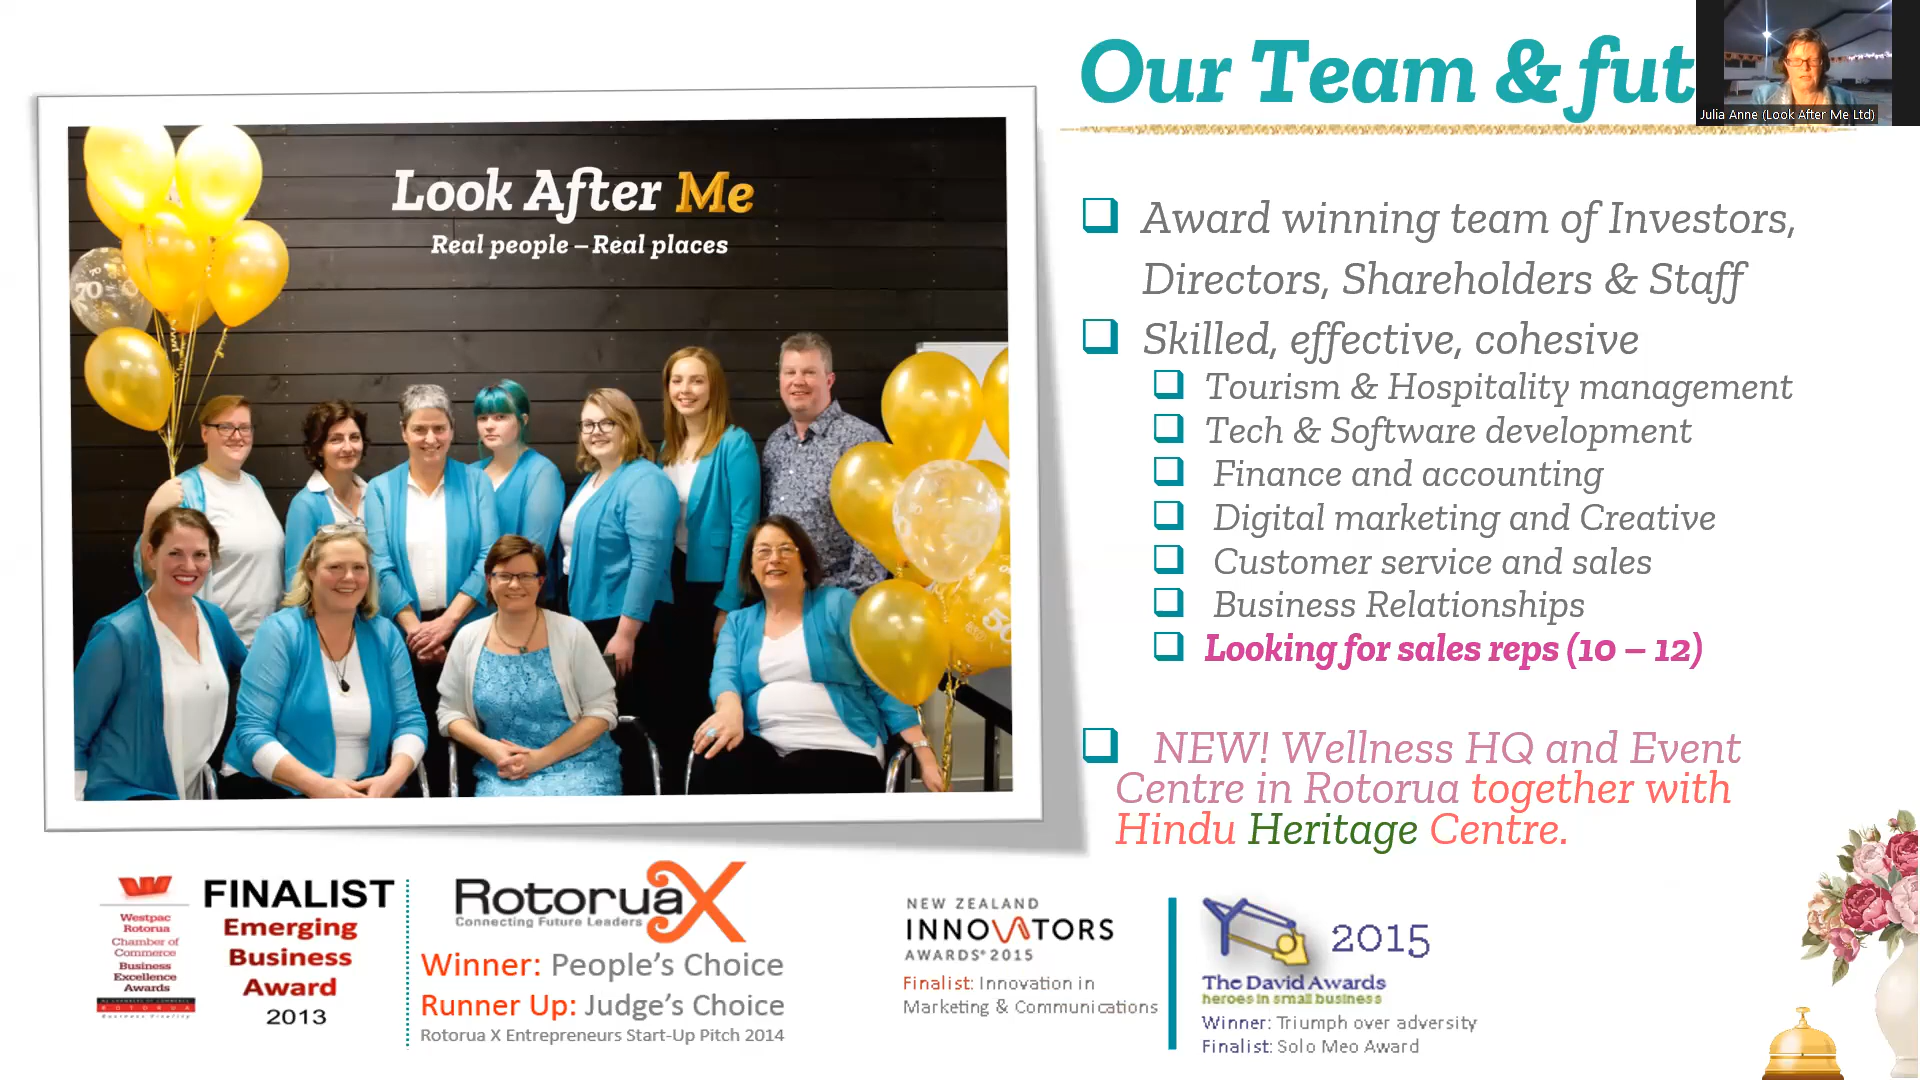 Our Team & fut
Julia Anne (Look After Me Ltd)
Look After Me
Real people – Real places
70
Award winning team of Investors,
Directors, Shareholders & Staff
Skilled, effective, cohesive
Tourism & Hospitality management
Tech & Software development
Finance and accounting
Digital marketing and Creative
Customer service and sales
Business Relationships
Looking for sales reps (10 – 12)
NEW! Wellness HQ and Event
Centre in Rotorua together with
Hindu Heritage Centre.
Westpac
Rotorua
Chamber of
Commerce
Business
Excellence
Awards
ROTORUA
FINALIST
Emerging
Business
Award
2013
RotoruaX
Connecting Future Leaders
Winner: People's Choice
Runner Up: Judge's Choice
Rotorua X Entrepreneurs Start-Up Pitch 2014
NEW ZEALAND
INNOVATORS
AWARDS® 2015
Finalist: Innovation in
Marketing & Communications
2015
The David Awards
heroes in small business
Winner: Triumph over adversity
Finalist: Solo Meo Award